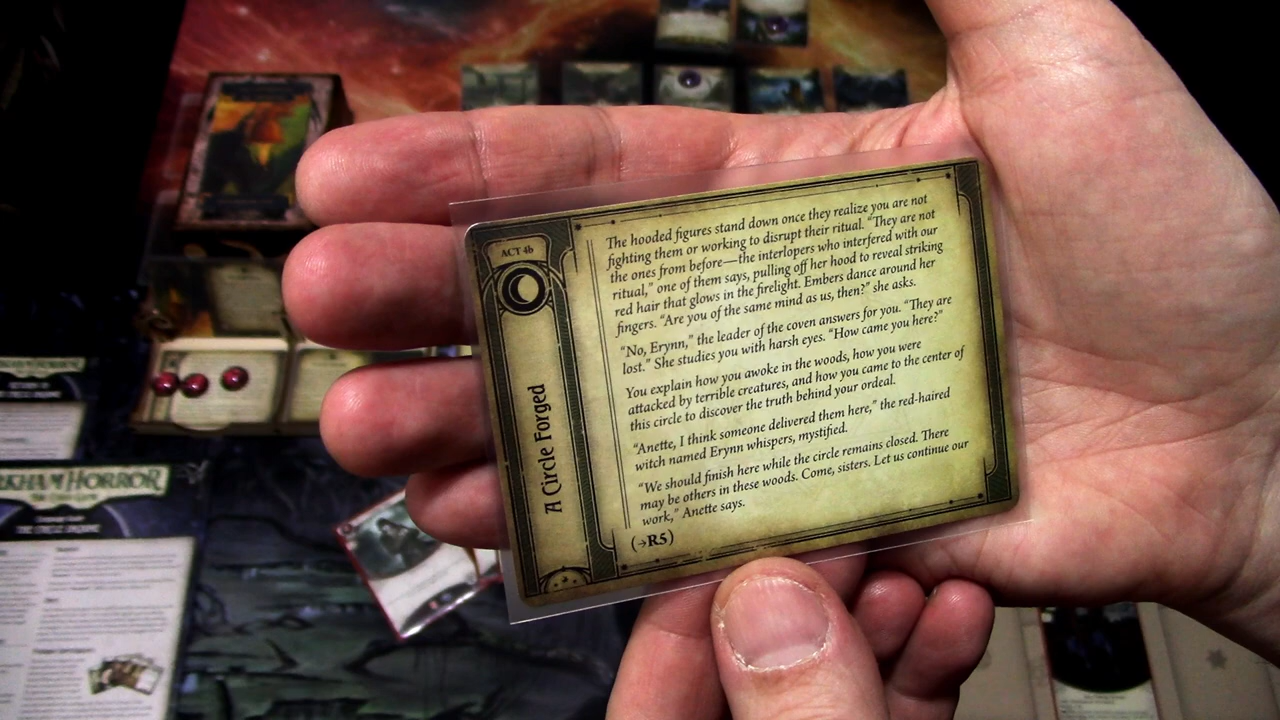 ACT 4b
A Circle Forged
The hooded figures stand down once they realize you are not
fighting them or working to disrupt their ritual. “They are not
the ones from before—the interlopers who interfered with our
ritual,” one of them says, pulling off her hood to reveal striking
red hair that glows in the firelight. Embers dance around her
fingers. “Are you of the same mind as us, then?” she asks.
“No, Erynn,” the leader of the coven answers for you. “They are
lost.” She studies you with harsh eyes. “How came you here?”
You explain how you awoke in the woods, how you were
attacked by terrible creatures, and how you came to the center of
this circle to discover the truth behind your ordeal.
“Anette, I think someone delivered them here,” the red-haired
witch named Erynn whispers, mystified.
“We should finish here while the circle remains closed. There
may be others in these woods. Come, sisters. Let us continue our
work,” Anette says.
(→R5)
RKHAM HORROR